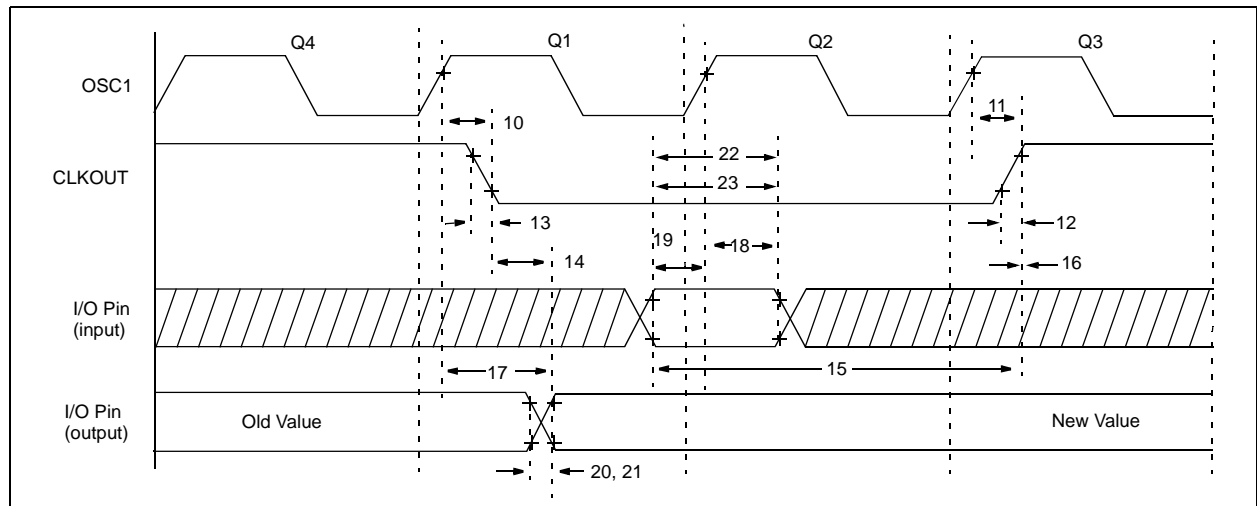 Q4 Q1 Q2 Q3
OSC1
10 11
22
CLKOUT
23
13 12
19 18
14 16
I/O Pin
(input)
17 15
I/O Pin
(output)
Old Value New Value
20, 21